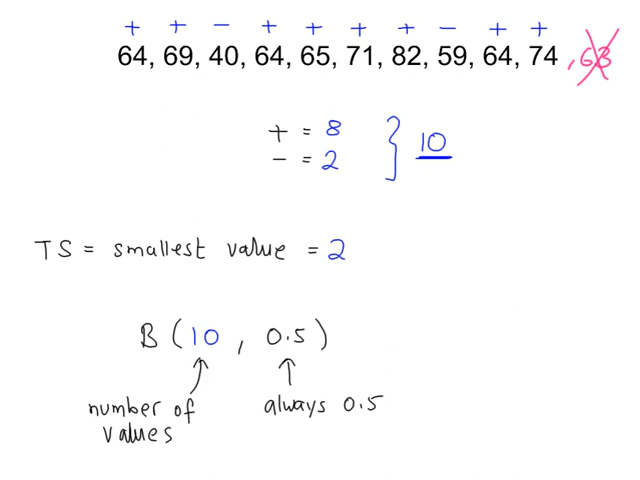 + + - + + + + - + +
64, 69, 40, 64, 65, 71, 82, 59, 64, 74 , 63
+ = 8
- = 2
} 10
TS = smallest value = 2
B (10 , 0.5)
number of values
always 0.5